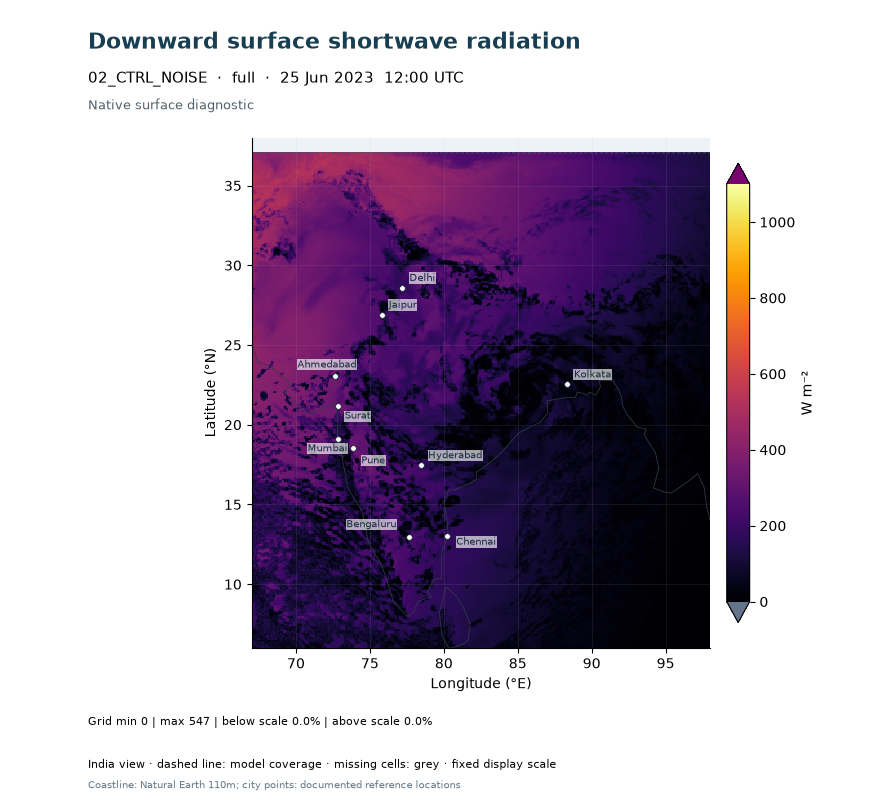 Downward surface shortwave radiation
02_CTRL_NOISE · full · 25 Jun 2023 12:00 UTC
Native surface diagnostic
35
30
25
20
15
10
Latitude (°N)
70
75
80
85
90
95
Longitude (°E)
Delhi
Jaipur
Ahmedabad
Kolkata
Surat
Mumbai
Pune
Hyderabad
Bengaluru
Chennai
1000
800
600
400
200
0
W m⁻²
Grid min 0 | max 547 | below scale 0.0% | above scale 0.0%
India view · dashed line: model coverage · missing cells: grey · fixed display scale
Coastline: Natural Earth 110m; city points: documented reference locations